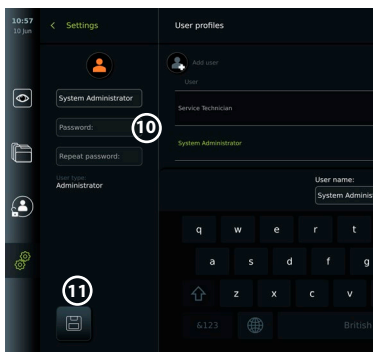 10:57
10 Jun
Settings
User profiles
Add user
User
System Administrator
Service Technician
Password:
10
System Administrator
Repeat password:
User type:
Administrator
User name:
System Adminis
q w e r t
a s d f g
11
z x c v
&123
British